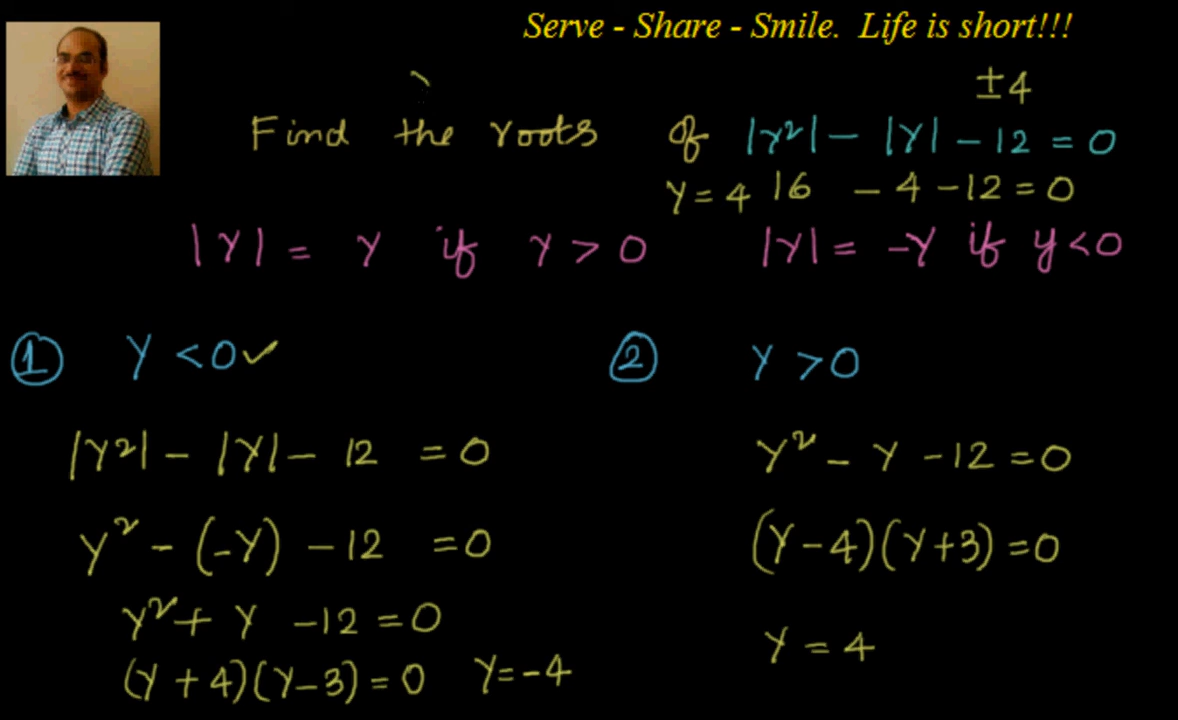 Serve - Share - Smile. Life is short!!!
±4
Find the roots of |Y²| - |Y| - 12 = 0
Y = 4 16 - 4 - 12 = 0
|Y| = Y if Y > 0 |Y| = -Y if y < 0
① Y < 0 ✓
|Y²| - |Y| - 12 = 0
y² - (-Y) - 12 = 0
Y² + Y - 12 = 0
(Y + 4)(Y - 3) = 0 Y = -4
② Y > 0
Y² - Y - 12 = 0
(Y - 4)(Y + 3) = 0
Y = 4